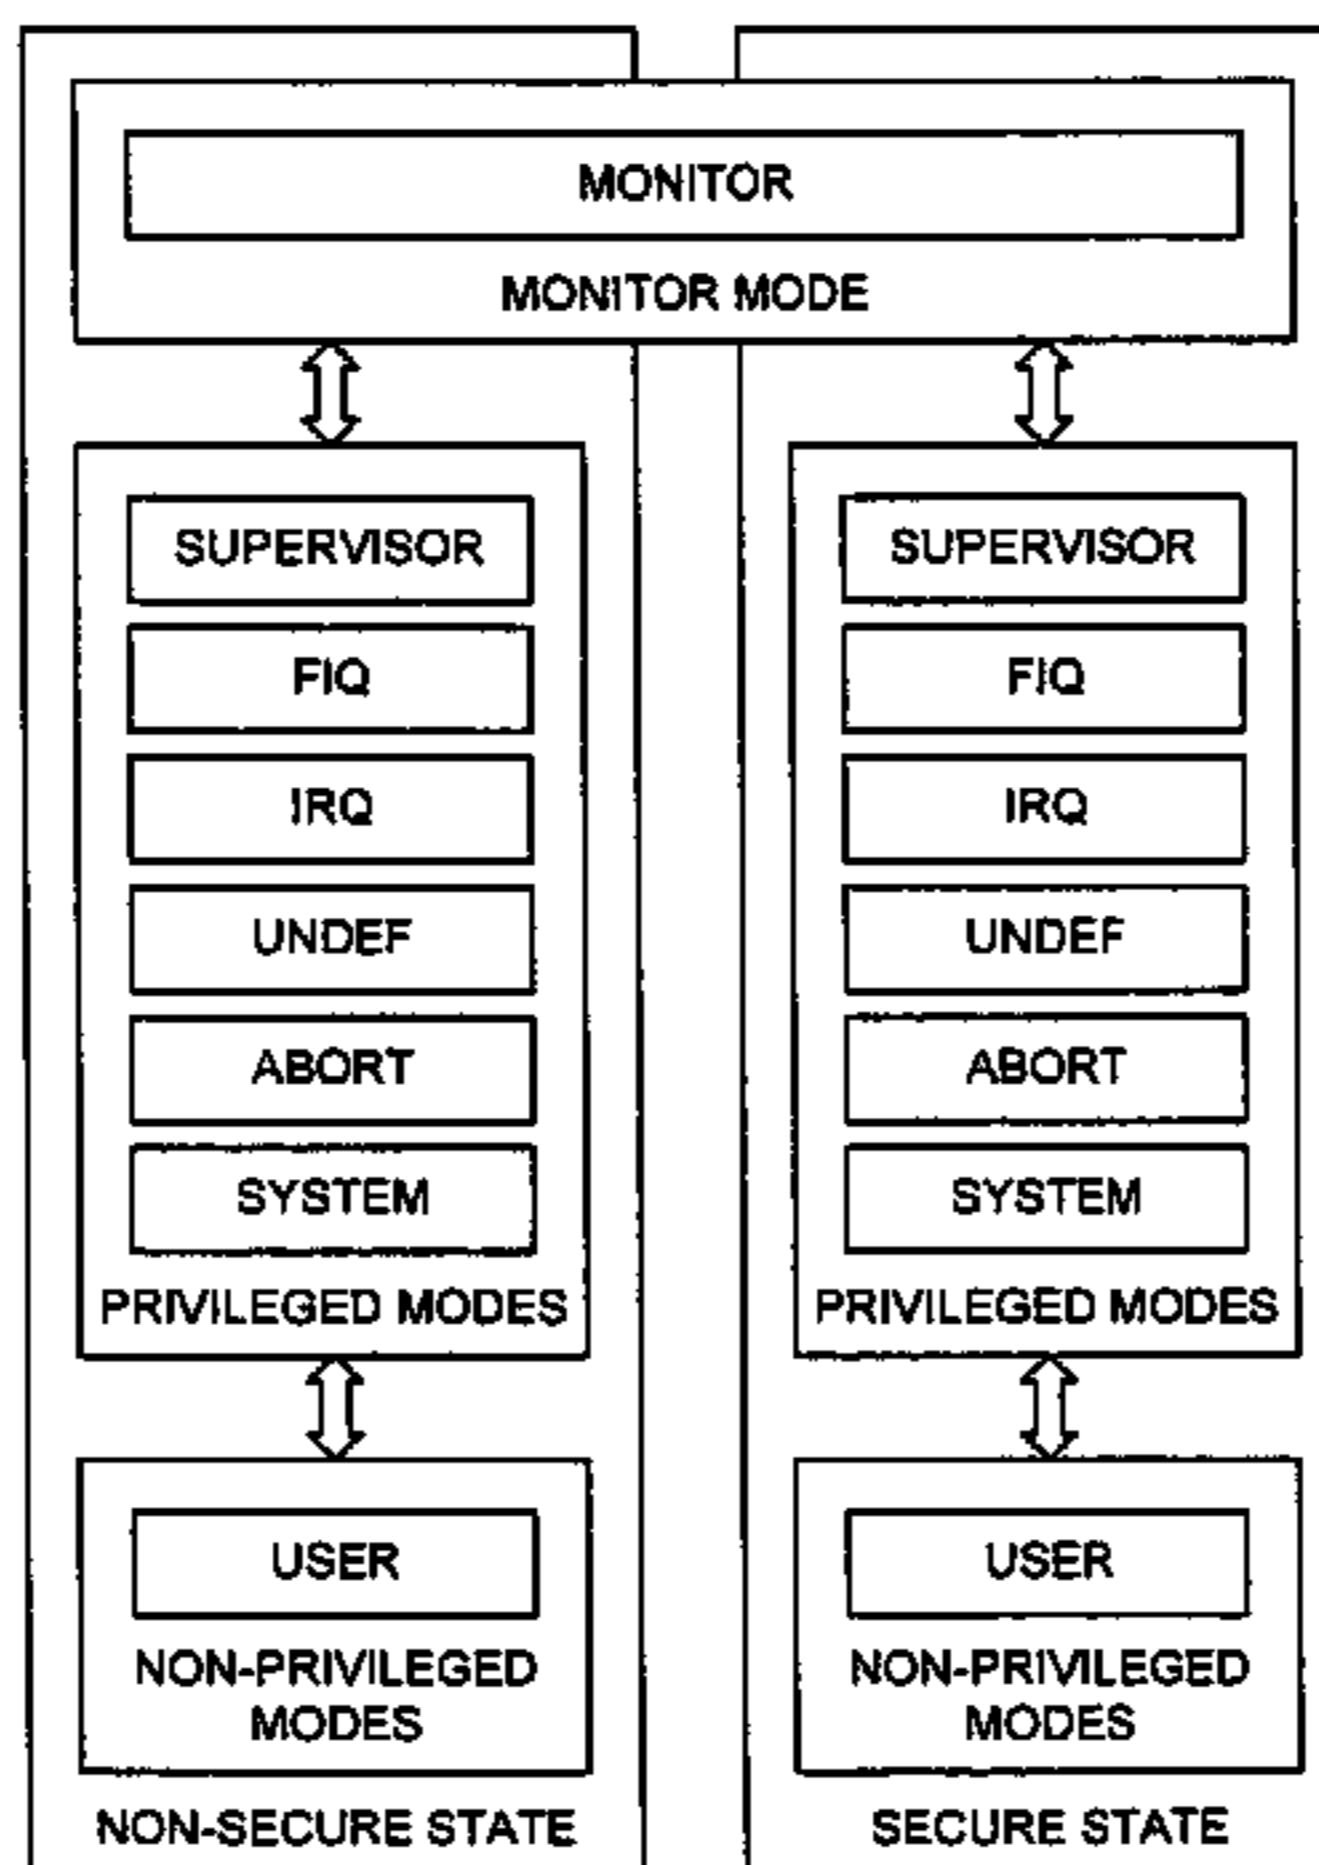 MONITOR
MONITOR MODE
SUPERVISOR
FIQ
IRQ
UNDEF
ABORT
SYSTEM
PRIVILEGED MODES
USER
NON-PRIVILEGED
MODES
NON-SECURE STATE
SUPERVISOR
FIQ
IRQ
UNDEF
ABORT
SYSTEM
PRIVILEGED MODES
USER
NON-PRIVILEGED
MODES
SECURE STATE